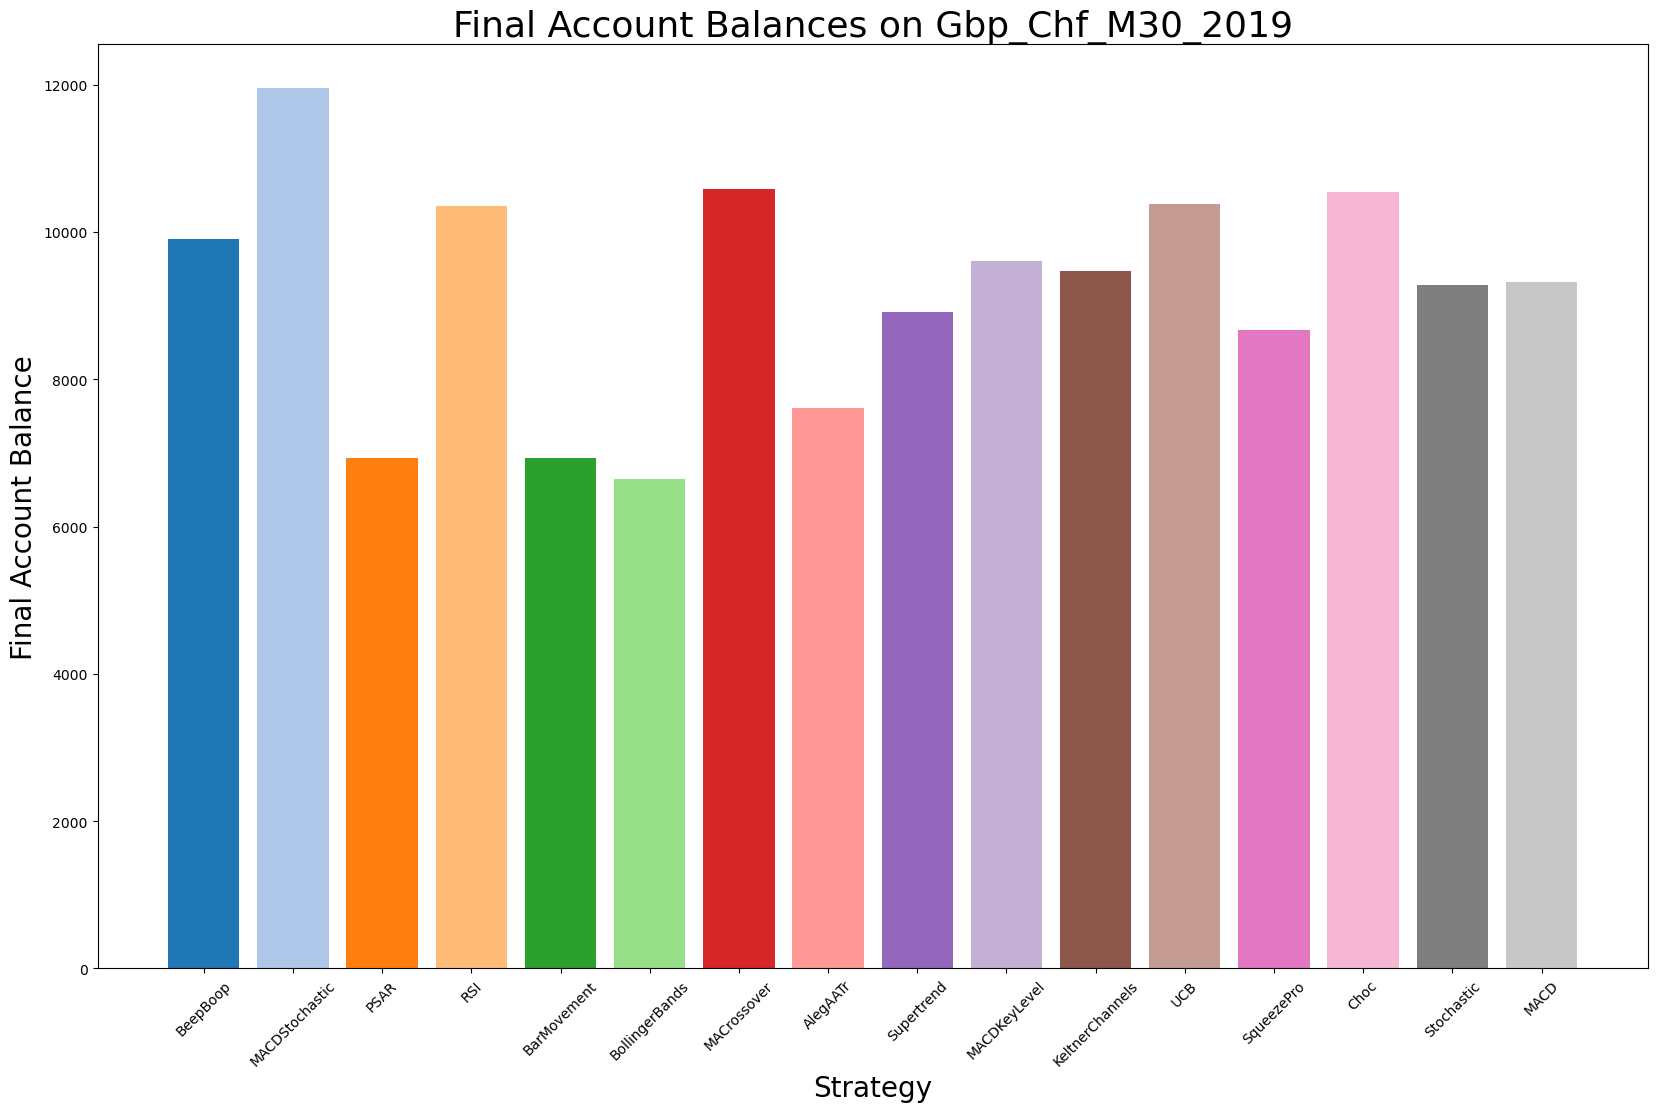 Final Account Balances on Gbp_Chf_M30_2019
Final Account Balance
12000
10000
8000
6000
4000
2000
0
BeepBoop
MACDStochastic
PSAR
RSI
BarMovement
BollingerBands
MACrossover
AlegAATr
Supertrend
MACDKeyLevel
KeltnerChannels
UCB
SqueezePro
Choc
Stochastic
MACD
Strategy